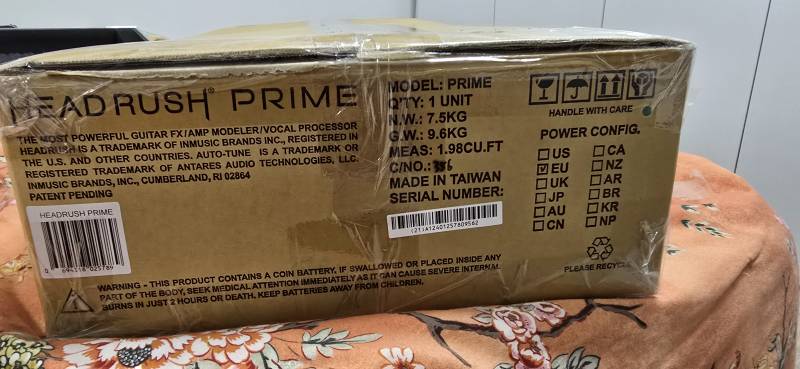 HEADRUSH® PRIME
THE MOST POWERFUL GUITAR FX/AMP MODELER/VOCAL PROCESSOR
HEADRUSH IS A TRADEMARK OF INMUSIC BRANDS INC., REGISTERED IN
THE U.S. AND OTHER COUNTRIES. AUTO-TUNE IS A TRADEMARK OR
REGISTERED TRADEMARK OF ANTARES AUDIO TECHNOLOGIES, LLC.
INMUSIC BRANDS, INC., CUMBERLAND, RI 02864
PATENT PENDING
HEADRUSH PRIME
0 694318 025789
MODEL: PRIME
Q'TY: 1 UNIT
N.W.: 7.5KG
G.W.: 9.6KG
MEAS: 1.98CU.FT
C/NO.:
MADE IN TAIWAN
SERIAL NUMBER:
(21)A12401257809562
HANDLE WITH CARE
POWER CONFIG.
US CA
EU NZ
UK AR
JP BR
AU KR
CN NP
PLEASE RECYCLE
WARNING - THIS PRODUCT CONTAINS A COIN BATTERY, IF SWALLOWED OR PLACED INSIDE ANY
PART OF THE BODY, SEEK MEDICAL ATTENTION IMMEDIATELY AS IT CAN CAUSE SEVERE INTERNAL
BURNS IN JUST 2 HOURS OR DEATH. KEEP BATTERIES AWAY FROM CHILDREN.